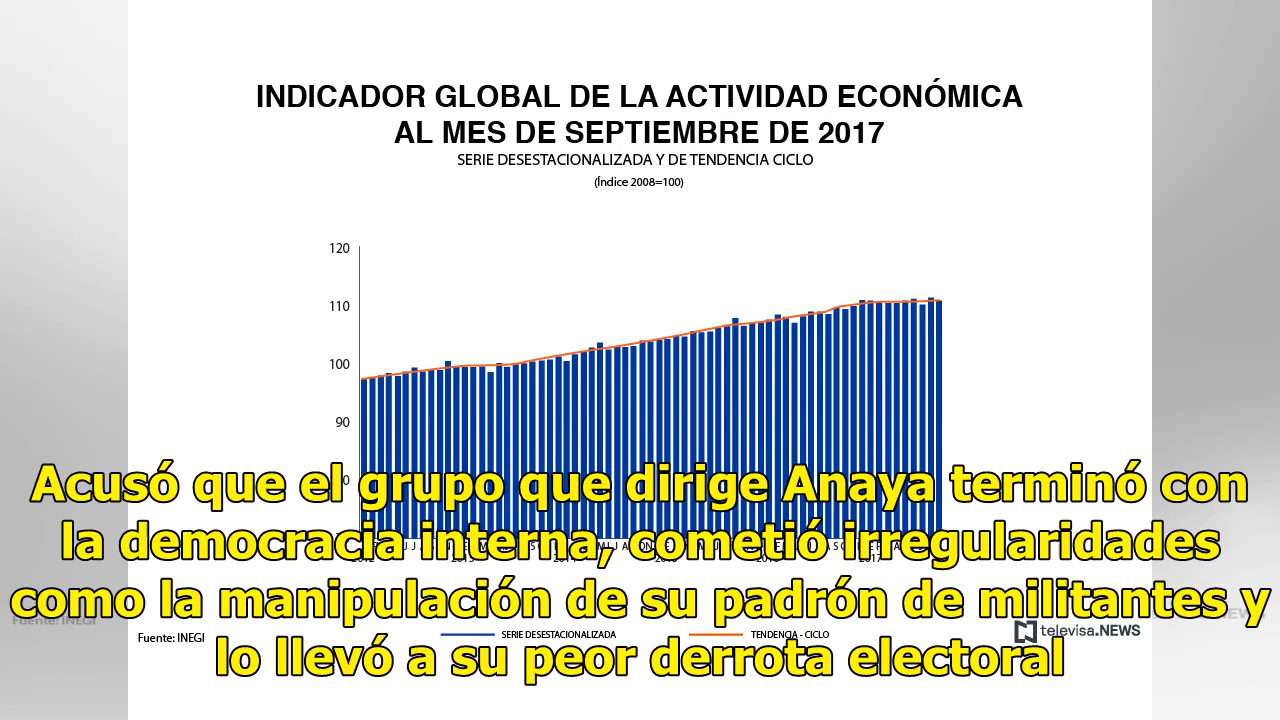 INDICADOR GLOBAL DE LA ACTIVIDAD ECONÓMICA
AL MES DE SEPTIEMBRE DE 2017
SERIE DESESTACIONALIZADA Y DE TENDENCIA CICLO
(Índice 2008=100)
120
110
100
90
Acusó que el grupo que dirige Anaya terminó con
la democracia interna, cometió irregularidades
como la manipulación de su padrón de militantes y
lo llevó a su peor derrota electoral
Fuente: INEGI
Fuente: INEGI
SERIE DESESTACIONALIZADA
TENDENCIA - CICLO
televisa.NEWS